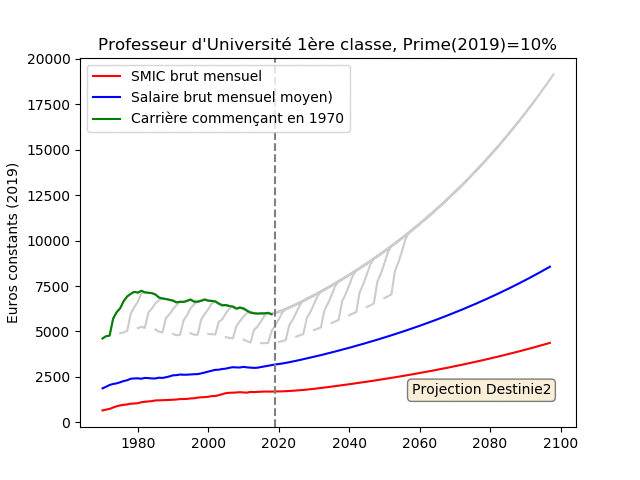 Professeur d'Université 1ère classe, Prime(2019)=10%
Euros constants (2019)
20000
17500
15000
12500
10000
7500
5000
2500
0
SMIC brut mensuel
Salaire brut mensuel moyen)
Carrière commençant en 1970
Projection Destinie2
1980
2000
2020
2040
2060
2080
2100